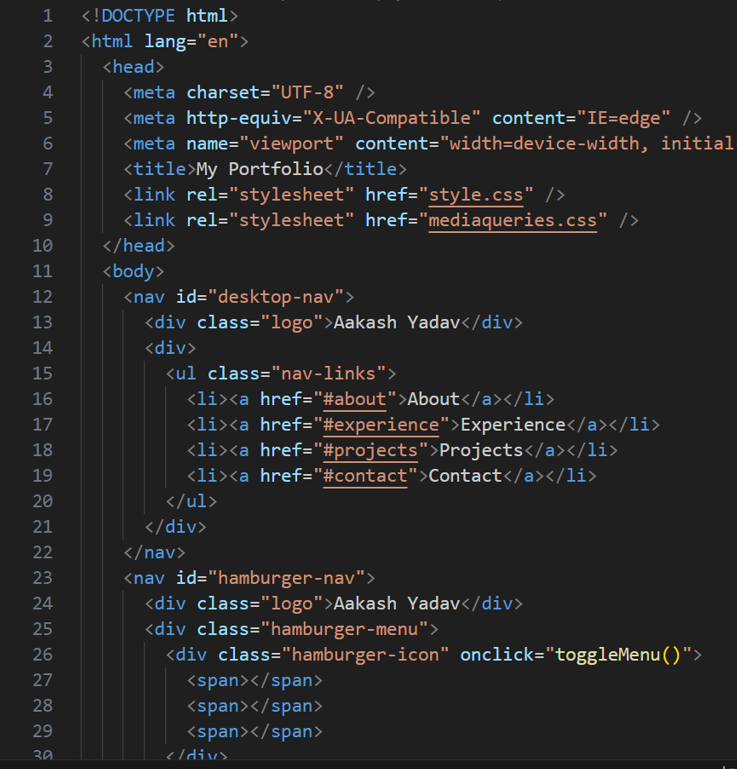 1 <!DOCTYPE html>
2 <html lang="en">
3 <head>
4 <meta charset="UTF-8" />
5 <meta http-equiv="X-UA-Compatible" content="IE=edge" />
6 <meta name="viewport" content="width=device-width, initial
7 <title>My Portfolio</title>
8 <link rel="stylesheet" href="style.css" />
9 <link rel="stylesheet" href="mediaqueries.css" />
10 </head>
11 <body>
12 <nav id="desktop-nav">
13 <div class="logo">Aakash Yadav</div>
14 <div>
15 <ul class="nav-links">
16 <li><a href="#about">About</a></li>
17 <li><a href="#experience">Experience</a></li>
18 <li><a href="#projects">Projects</a></li>
19 <li><a href="#contact">Contact</a></li>
20 </ul>
21 </div>
22 </nav>
23 <nav id="hamburger-nav">
24 <div class="logo">Aakash Yadav</div>
25 <div class="hamburger-menu">
26 <div class="hamburger-icon" onclick="toggleMenu()">
27 <span></span>
28 <span></span>
29 <span></span>
30 </div>